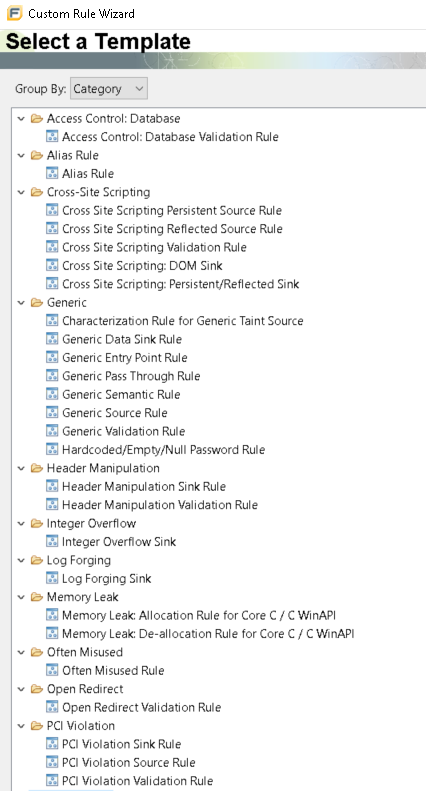 Custom Rule Wizard
Select a Template
Group By: Category
Access Control: Database
Access Control: Database Validation Rule
Alias Rule
Alias Rule
Cross-Site Scripting
Cross Site Scripting Persistent Source Rule
Cross Site Scripting Reflected Source Rule
Cross Site Scripting Validation Rule
Cross Site Scripting: DOM Sink
Cross Site Scripting: Persistent/Reflected Sink
Generic
Characterization Rule for Generic Taint Source
Generic Data Sink Rule
Generic Entry Point Rule
Generic Pass Through Rule
Generic Semantic Rule
Generic Source Rule
Generic Validation Rule
Hardcoded/Empty/Null Password Rule
Header Manipulation
Header Manipulation Sink Rule
Header Manipulation Validation Rule
Integer Overflow
Integer Overflow Sink
Log Forging
Log Forging Sink
Memory Leak
Memory Leak: Allocation Rule for Core C / C WinAPI
Memory Leak: De-allocation Rule for Core C / C WinAPI
Often Misused
Often Misused Rule
Open Redirect
Open Redirect Validation Rule
PCI Violation
PCI Violation Sink Rule
PCI Violation Source Rule
PCI Violation Validation Rule